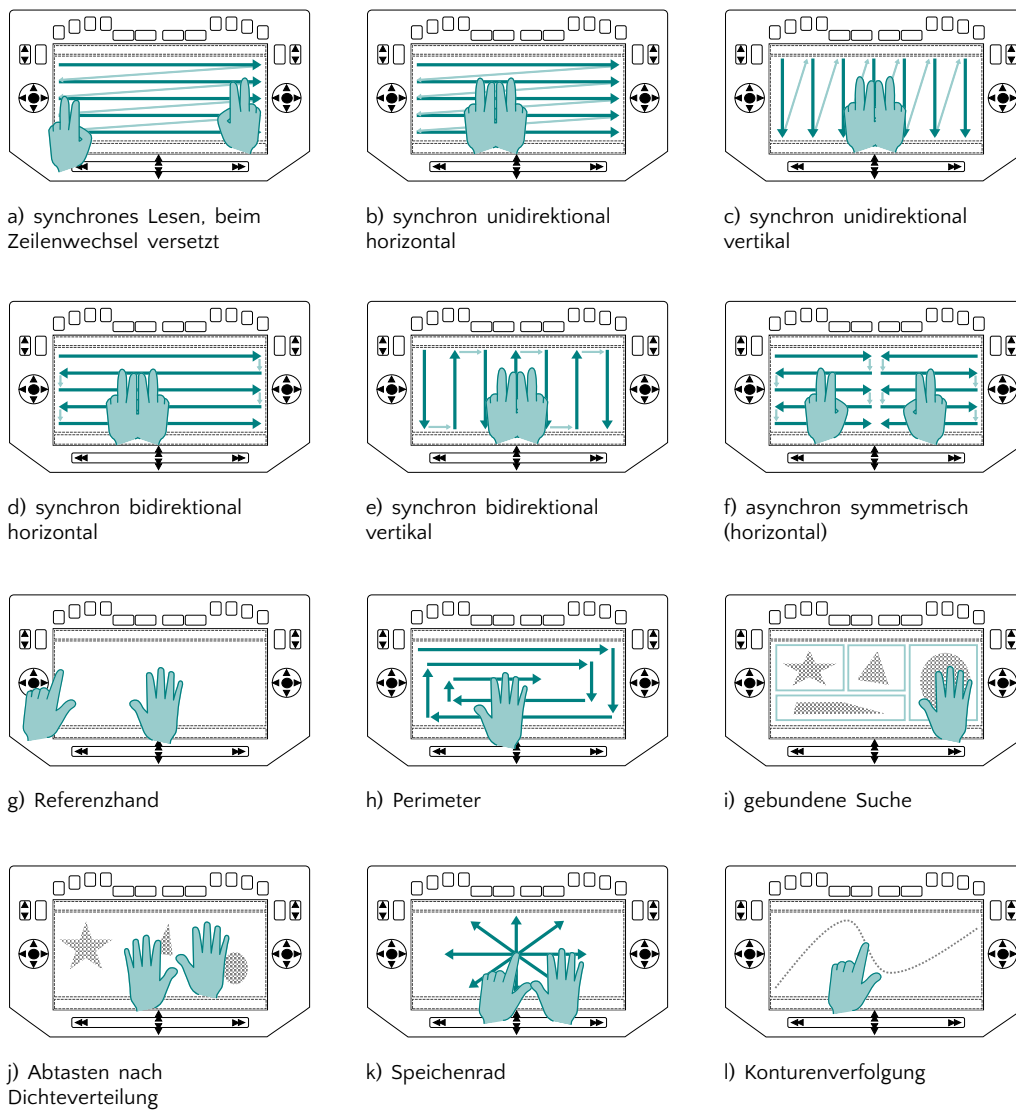 a) synchrones Lesen, beim
Zeilenwechsel versetzt
b) synchron unidirektional
horizontal
c) synchron unidirektional
vertikal
d) synchron bidirektional
horizontal
e) synchron bidirektional
vertikal
f) asynchron symmetrisch
(horizontal)
g) Referenzhand
h) Perimeter
i) gebundene Suche
j) Abtasten nach
Dichteverteilung
k) Speichenrad
l) Konturenverfolgung